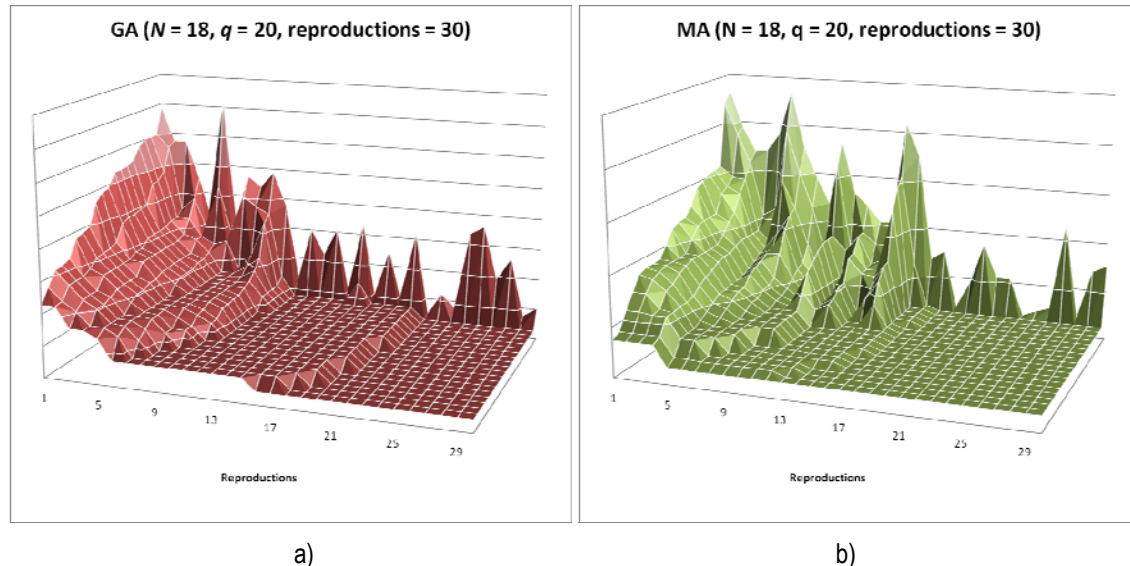 GA (N = 18, q = 20, reproductions = 30)
1
5
9
13
17
21
25
29
Reproductions
a)
MA (N = 18, q = 20, reproductions = 30)
1
5
9
13
17
21
25
29
Reproductions
b)